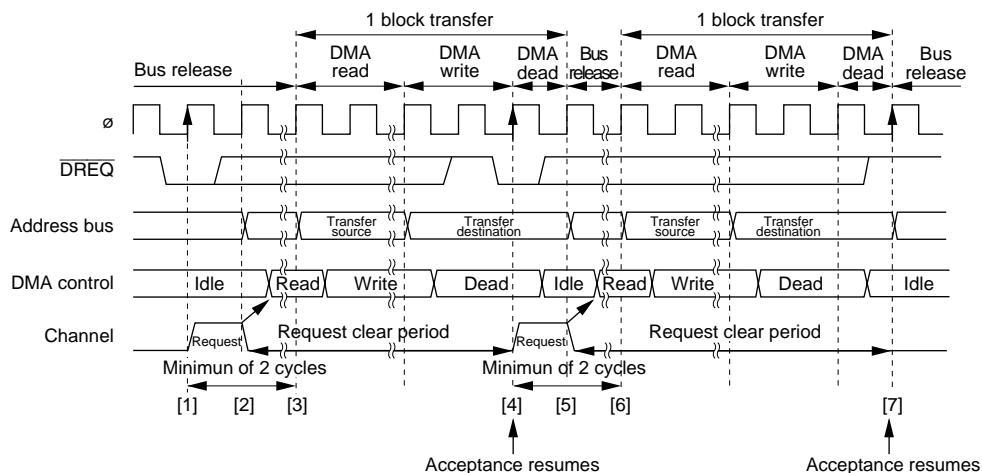 1 block transfer 1 block transfer
DMA DMA DMA Bus DMA DMA DMA Bus
Bus release read write dead release read write dead release
ø
DREQ
Address bus Transfer source Transfer destination Transfer source Transfer destination
DMA control Idle Read Write Dead Idle Read Write Dead Idle
Channel Request Request clear period Request Request clear period
Minimun of 2 cycles Minimun of 2 cycles
[1] [2] [3] [4] [5] [6] [7]
Acceptance resumes Acceptance resumes